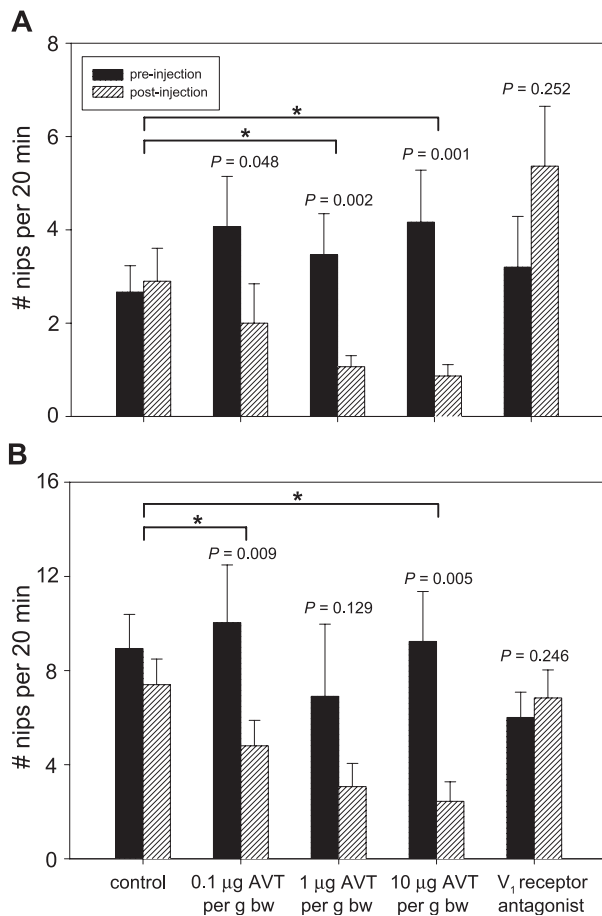 A
8
pre-injection
post-injection
P = 0.252
*
*
6
P = 0.048
P = 0.001
P = 0.002
# nips per 20 min
4
2
0
B
16
*
*
P = 0.009
P = 0.005
12
P = 0.129
P = 0.246
# nips per 20 min
8
4
0
control
0.1 µg AVT per g bw
1 µg AVT per g bw
10 µg AVT per g bw
V₁ receptor antagonist